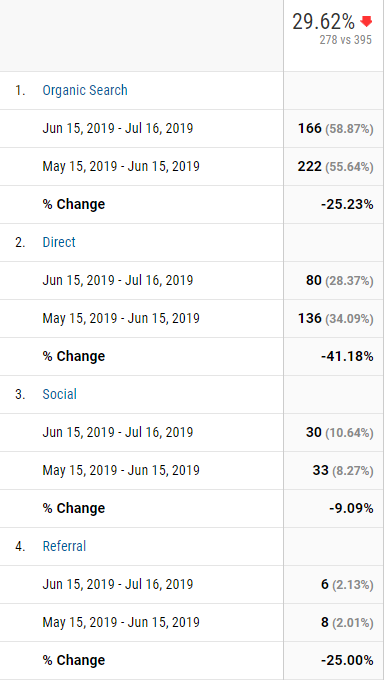 29.62%
278 vs 395
1. Organic Search
Jun 15, 2019 - Jul 16, 2019 166 (58.87%)
May 15, 2019 - Jun 15, 2019 222 (55.64%)
% Change -25.23%
2. Direct
Jun 15, 2019 - Jul 16, 2019 80 (28.37%)
May 15, 2019 - Jun 15, 2019 136 (34.09%)
% Change -41.18%
3. Social
Jun 15, 2019 - Jul 16, 2019 30 (10.64%)
May 15, 2019 - Jun 15, 2019 33 (8.27%)
% Change -9.09%
4. Referral
Jun 15, 2019 - Jul 16, 2019 6 (2.13%)
May 15, 2019 - Jun 15, 2019 8 (2.01%)
% Change -25.00%